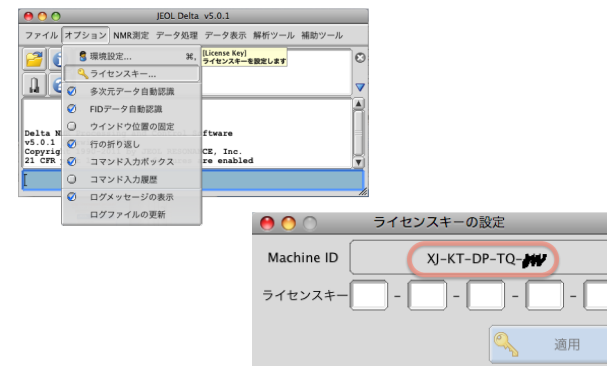 JEOL Delta v5.0.1
ファイル オプション NMR測定 データ処理 データ表示 解析ツール 補助ツール
環境設定... ⌘,
[License Key]
ライセンスキーを設定します
ライセンスキー...
多次元データ自動認識
FIDデータ自動認識
ウインドウ位置の固定
Delta N
ftware
v5.0.1
行の折り返し
Copyrig
CE, Inc.
21 CFR
コマンド入力ボックス
re enabled
コマンド入力履歴
ログメッセージの表示
ログファイルの更新
ライセンスキーの設定
Machine ID XJ-KT-DP-TQ-
ライセンスキー - - - -
適用